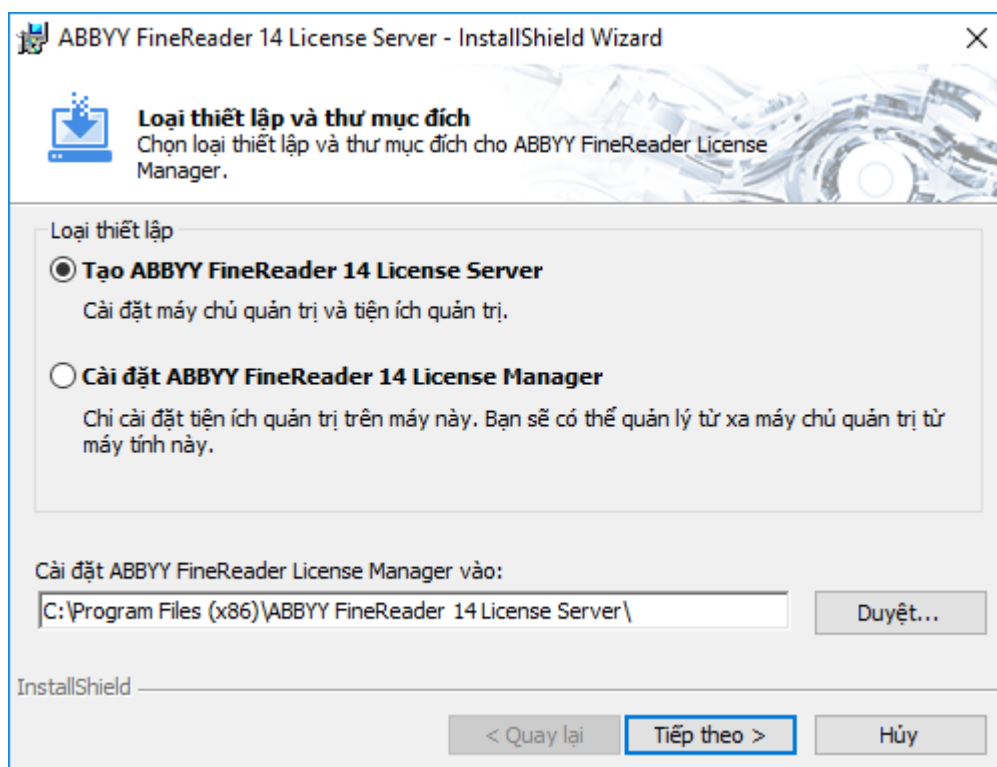 ABBYY FineReader 14 License Server - InstallShield Wizard
Loại thiết lập và thư mục đích
Chọn loại thiết lập và thư mục đích cho ABBYY FineReader License
Manager.
Loại thiết lập
Tạo ABBYY FineReader 14 License Server
Cài đặt máy chủ quản trị và tiện ích quản trị.
Cài đặt ABBYY FineReader 14 License Manager
Chỉ cài đặt tiện ích quản trị trên máy này. Bạn sẽ có thể quản lý từ xa máy chủ quản trị từ
máy tính này.
Cài đặt ABBYY FineReader License Manager vào:
C:\Program Files (x86)\ABBYY FineReader 14 License Server\
Duyệt...
InstallShield
< Quay lại
Tiếp theo >
Hủy